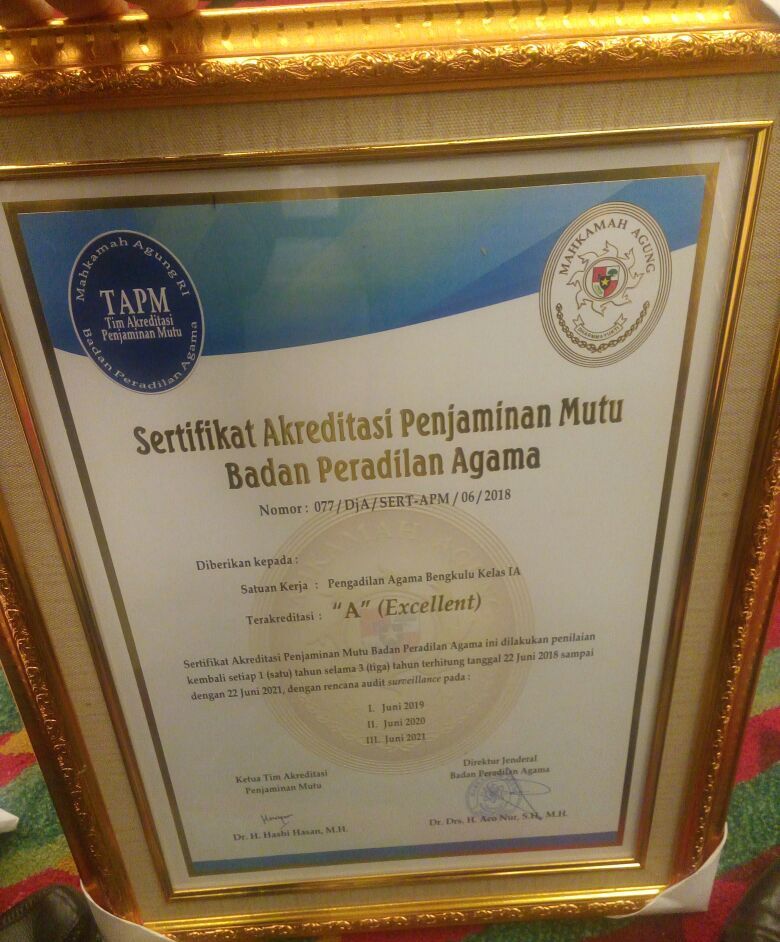 Mahkamah Agung RI
TAPM
Tim Akreditasi
Penjaminan Mutu
Badan Peradilan Agama
MAHKAMAH AGUNG
Sertifikat Akreditasi Penjaminan Mutu
Badan Peradilan Agama
Nomor : 077/DjA/SERT-APM/06/2018
Diberikan kepada :
Satuan Kerja : Pengadilan Agama Bengkulu Kelas IA
Terakreditasi : "A" (Excellent)
Sertifikat Akreditasi Penjaminan Mutu Badan Peradilan Agama ini dilakukan penilaian
kembali setiap 1 (satu) tahun selama 3 (tiga) tahun terhitung tanggal 22 Juni 2018 sampai
dengan 22 Juni 2021, dengan rencana audit surveillance pada :
I. Juni 2019
II. Juni 2020
III. Juni 2021
Ketua Tim Akreditasi
Penjaminan Mutu
Dr. H. Hasbi Hasan, M.H.
Direktur Jenderal
Badan Peradilan Agama
Dr. Drs. H. Aco Nur, S.H., M.H.